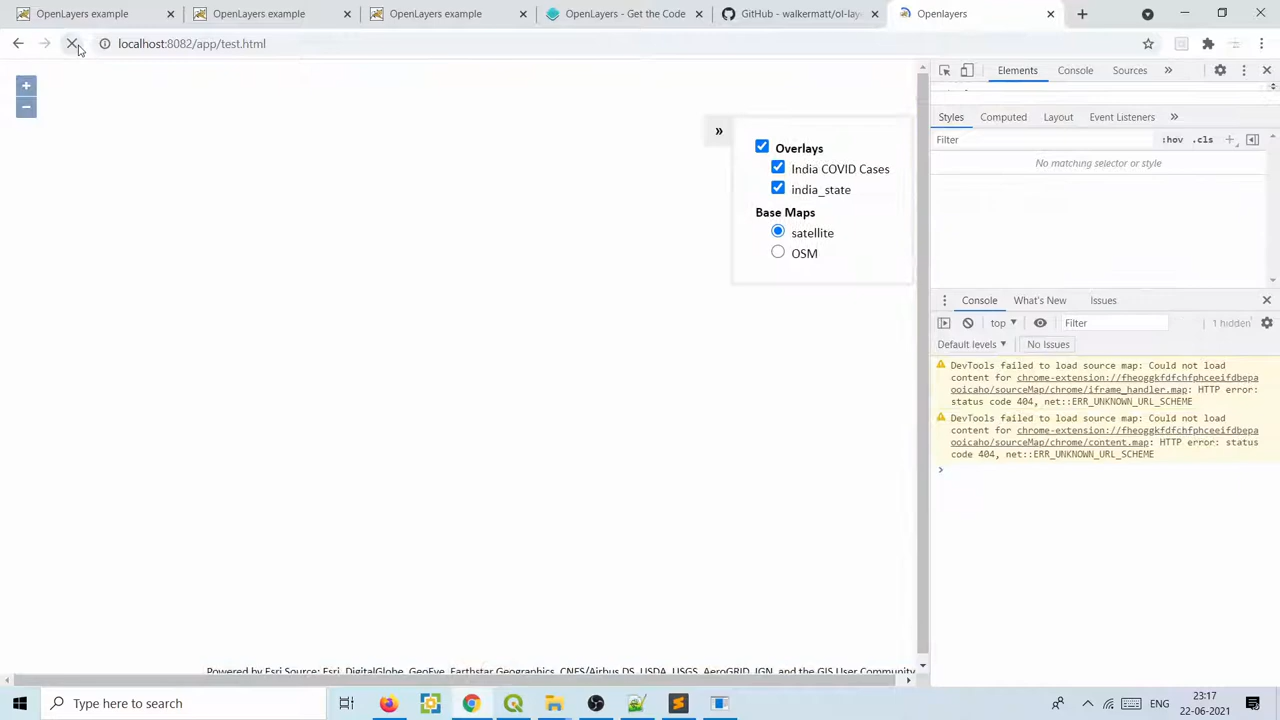 OpenLayers example
OpenLayers example
OpenLayers example
OpenLayers - Get the Code
GitHub - walkermatt/ol-lay
Openlayers
localhost:8082/app/test.html
+
−
»
Overlays
India COVID Cases
india_state
Base Maps
satellite
OSM
Powered by Esri Source: Esri, DigitalGlobe, GeoEye, Earthstar Geographics, CNES/Airbus DS, USDA, USGS, AeroGRID, IGN, and the GIS User Community
Elements Console Sources »
Styles Computed Layout Event Listeners »
Filter :hov .cls +
No matching selector or style
Console What's New Issues
top Filter 1 hidden
Default levels No Issues
DevTools failed to load source map: Could not load
content for chrome-extension://fheoggkfdfchfphceeifdbepa
ooicaho/sourceMap/chrome/iframe_handler.map: HTTP error:
status code 404, net::ERR_UNKNOWN_URL_SCHEME
DevTools failed to load source map: Could not load
content for chrome-extension://fheoggkfdfchfphceeifdbepa
ooicaho/sourceMap/chrome/content.map: HTTP error: status
code 404, net::ERR_UNKNOWN_URL_SCHEME
>
Type here to search
ENG
23:17
22-06-2021